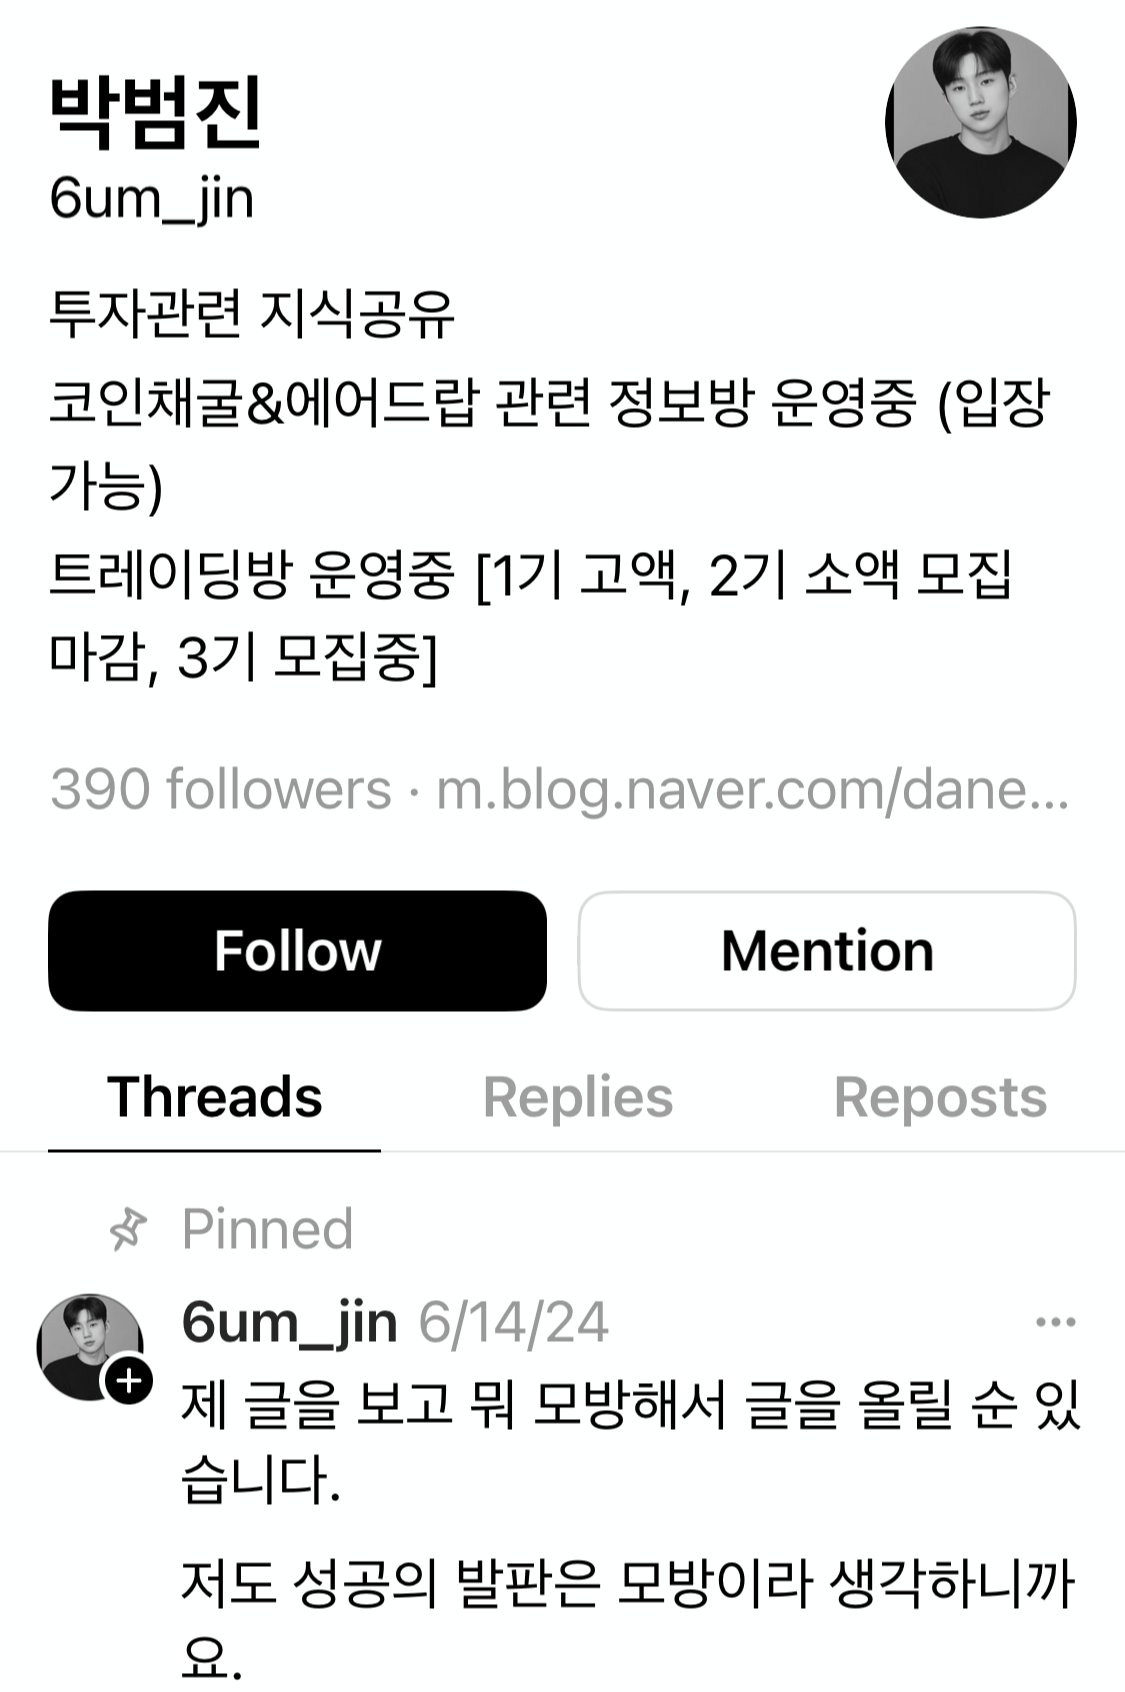 박범진
6um_jin
투자관련 지식공유
코인채굴&에어드랍 관련 정보방 운영중 (입장
가능)
트레이딩방 운영중 [1기 고액, 2기 소액 모집
마감, 3기 모집중]
390 followers · m.blog.naver.com/dane...
Follow
Mention
Threads
Replies
Reposts
Pinned
6um_jin 6/14/24
제 글을 보고 뭐 모방해서 글을 올릴 순 있
습니다.
저도 성공의 발판은 모방이라 생각하니까
요.